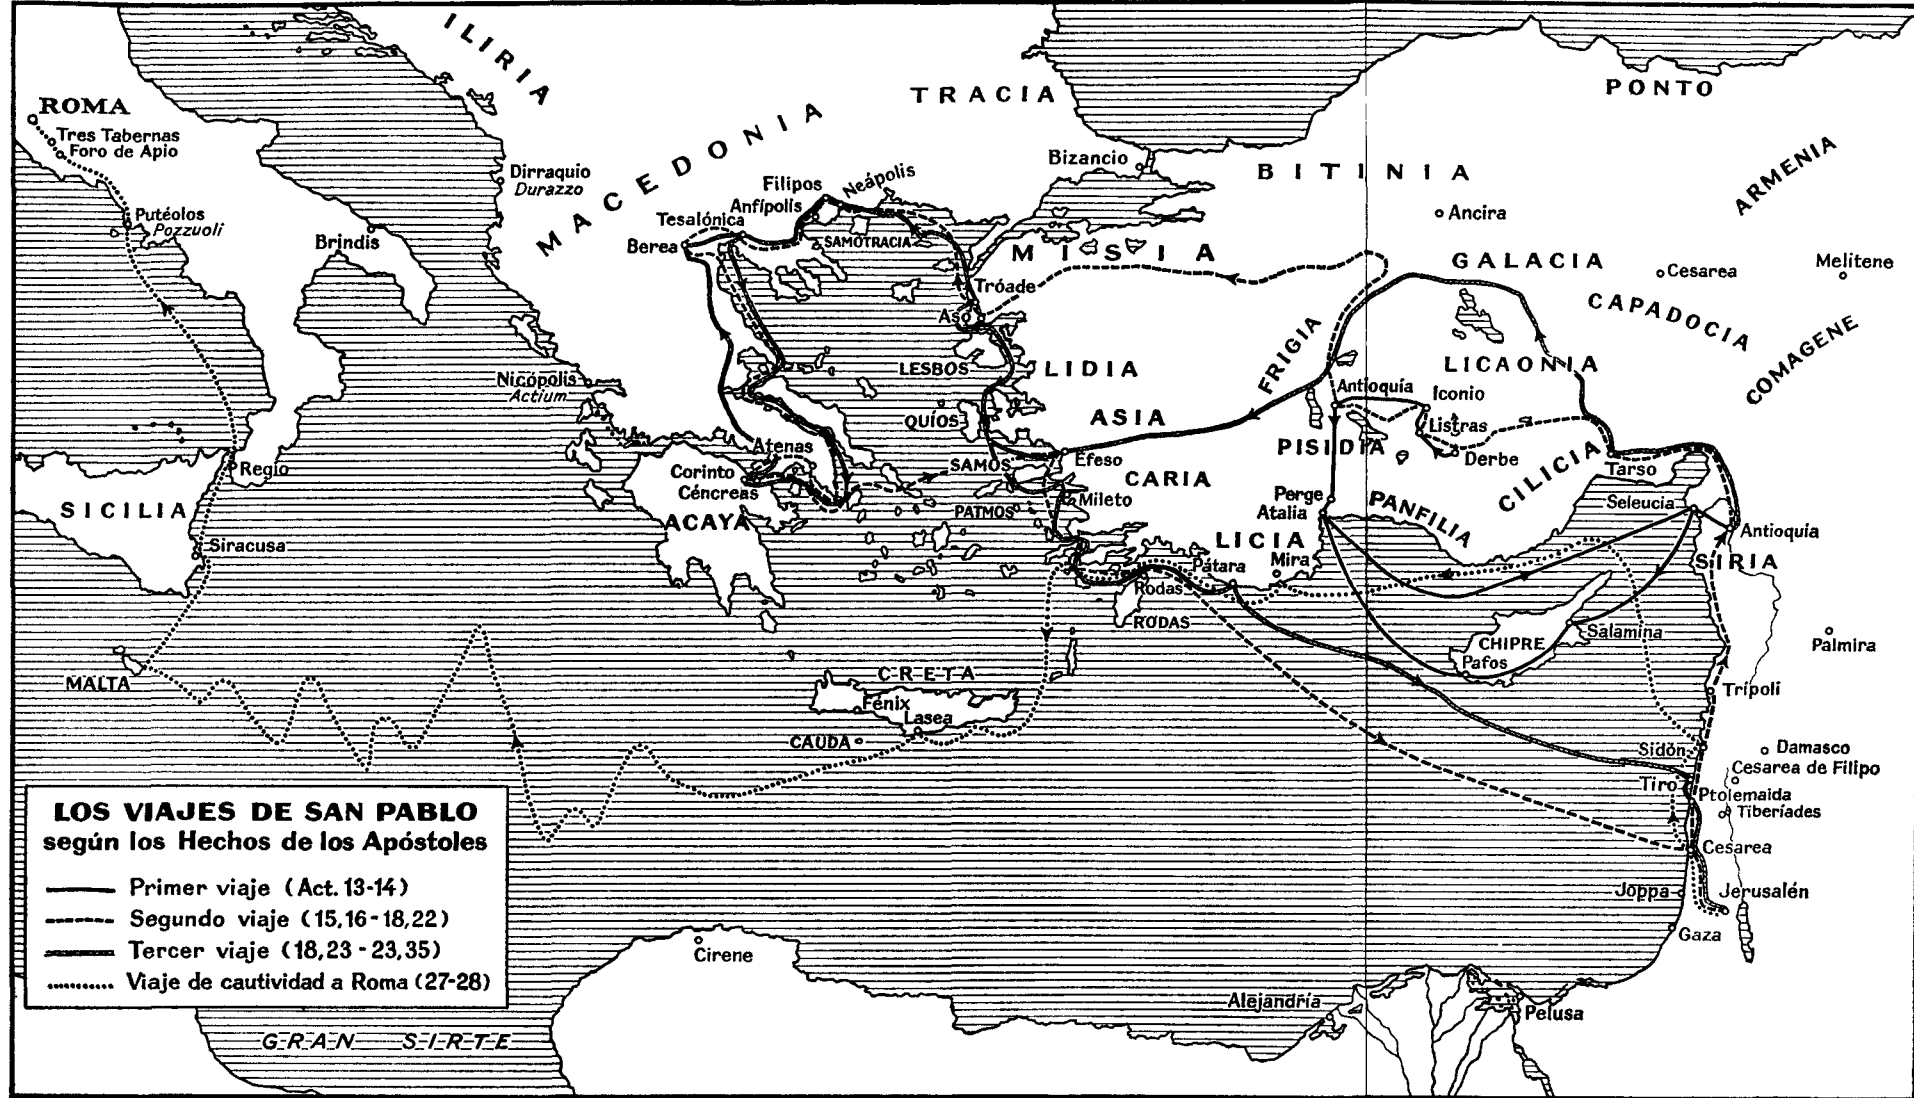 ILIRIA
ROMA
Tres Tabernas
Foro de Apio
TRACIA
PONTO
MACEDONIA
Bizancio
BITINIA
ARMENIA
Dirraquio
Durazzo
Filipos
Neápolis
Anfípolis
Tesalónica
Berea
SAMOTRACIA
Putéolos
Pozzuoli
Brindis
Ancira
MISIA
GALACIA
Cesarea
Melitene
CAPADOCIA
COMAGENE
Tróade
Aso
FRIGIA
LICAONIA
LESBOS
LIDIA
Nicópolis
Actium
Antioquía
Iconio
QUÍOS
ASIA
Listras
PISIDIA
Derbe
CILICIA
Tarso
Atenas
Corinto
Céncreas
ACAYA
SAMOS
Efeso
CARIA
Mileto
PATMOS
Perge
Atalia
PANFILIA
Seleucia
Antioquía
SIRIA
Regio
SICILIA
Siracusa
LICIA
Mira
Pátara
Rodas
RODAS
CHIPRE
Salamina
Pafos
Palmira
MALTA
CRETA
Fénix
Lasea
CAUDA
Trípoli
Sidón
Damasco
Cesarea de Filipo
Tiro
Ptolemaida
Tiberíades
Cesarea
Joppa
Jerusalén
Gaza
LOS VIAJES DE SAN PABLO
según los Hechos de los Apóstoles
Primer viaje (Act. 13-14)
Segundo viaje (15,16-18,22)
Tercer viaje (18,23-23,35)
Viaje de cautividad a Roma (27-28)
Cirene
Alejandría
Pelusa
GRAN SIRTE